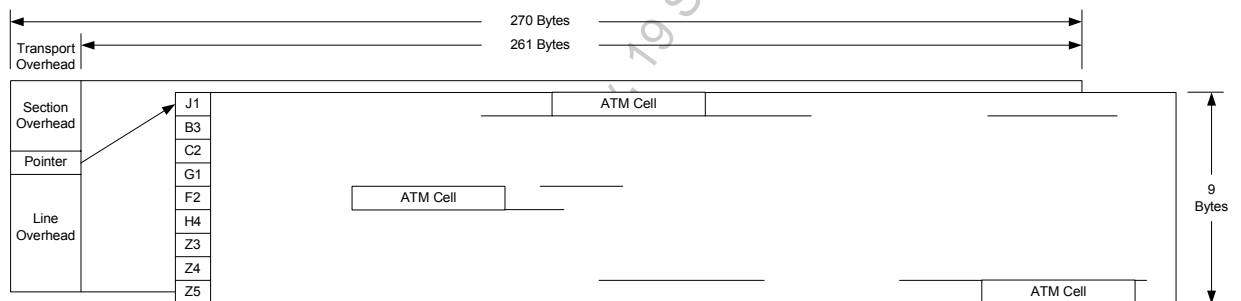 270 Bytes
261 Bytes
Transport
Overhead
Section
Overhead
Pointer
Line
Overhead
J1
B3
C2
G1
F2
H4
Z3
Z4
Z5
ATM Cell
ATM Cell
ATM Cell
9
Bytes
, 19 S